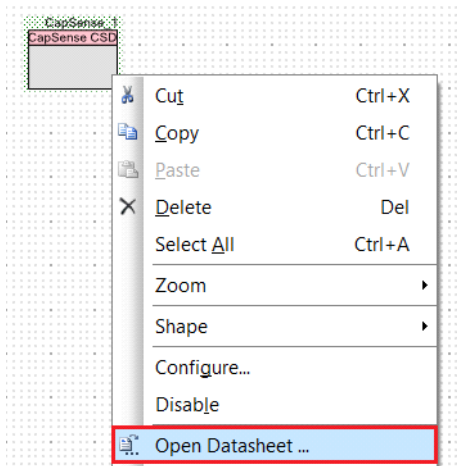 CapSense_1
CapSense CSD
Cut Ctrl+X
Copy Ctrl+C
Paste Ctrl+V
Delete Del
Select All Ctrl+A
Zoom
Shape
Configure...
Disable
Open Datasheet ...